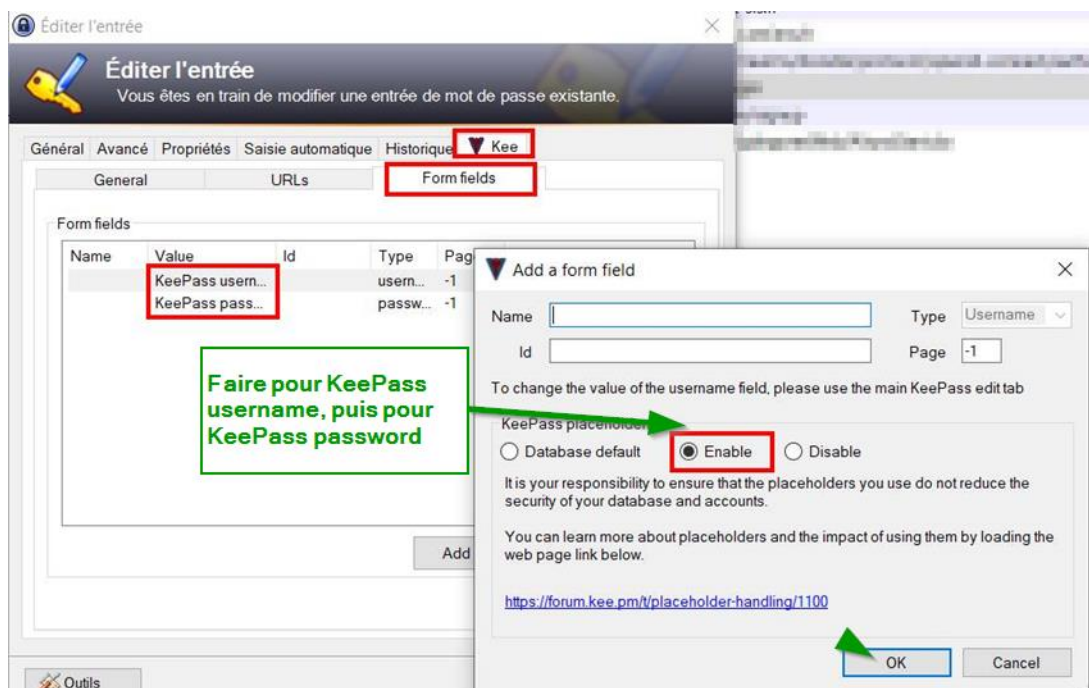 Éditer l'entrée
Éditer l'entrée
Vous êtes en train de modifier une entrée de mot de passe existante.
Général Avancé Propriétés Saisie automatique Historique Kee
General URLs Form fields
Form fields
Name Value Id Type Pag
KeePass usern... usern... -1
KeePass pass... passw... -1
Add
Outils
Faire pour KeePass
username, puis pour
KeePass password
Add a form field
Name Type Username
Id Page -1
To change the value of the username field, please use the main KeePass edit tab
KeePass placeholder
Database default Enable Disable
It is your responsibility to ensure that the placeholders you use do not reduce the
security of your database and accounts.
You can learn more about placeholders and the impact of using them by loading the
web page link below.
https://forum.kee.pm/t/placeholder-handling/1100
OK Cancel